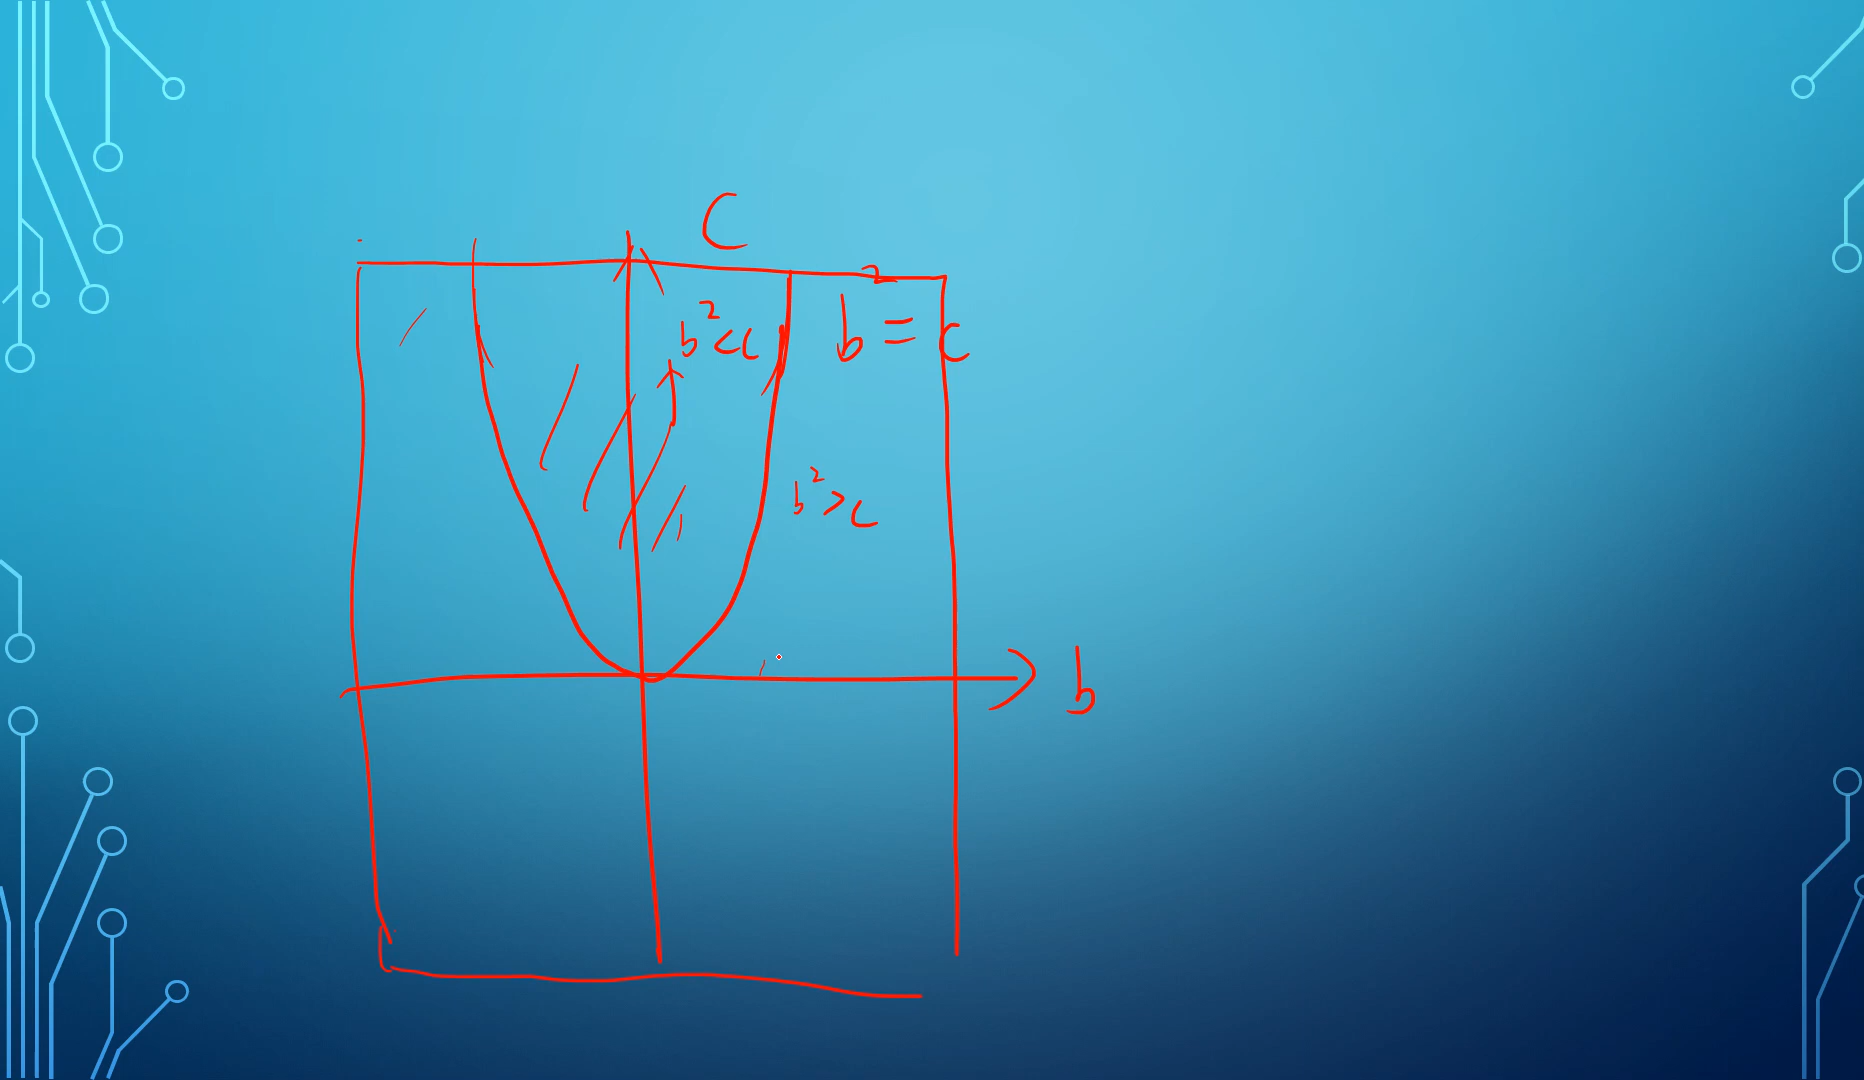 C
b² < c
b² = c
b² > c
b